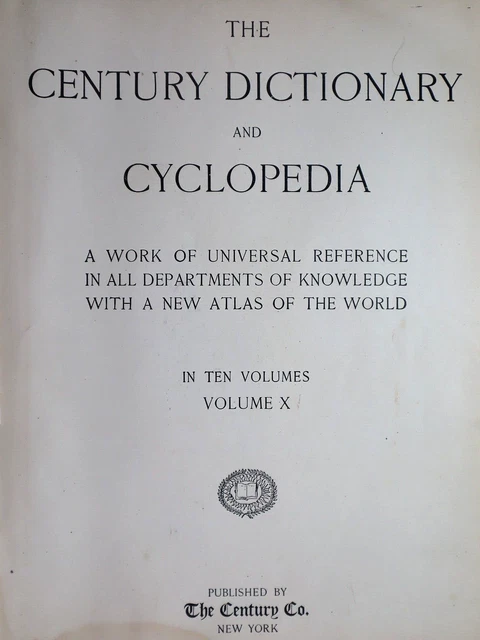 THE
CENTURY DICTIONARY
AND
CYCLOPEDIA
A WORK OF UNIVERSAL REFERENCE
IN ALL DEPARTMENTS OF KNOWLEDGE
WITH A NEW ATLAS OF THE WORLD
IN TEN VOLUMES
VOLUME X
PUBLISHED BY
The Century Co.
NEW YORK